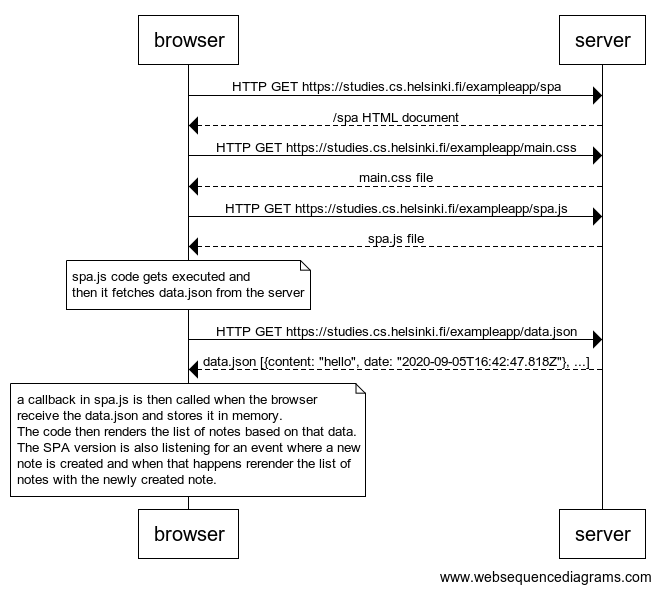 browser
server
HTTP GET https://studies.cs.helsinki.fi/exampleapp/spa
/spa HTML document
HTTP GET https://studies.cs.helsinki.fi/exampleapp/main.css
main.css file
HTTP GET https://studies.cs.helsinki.fi/exampleapp/spa.js
spa.js file
spa.js code gets executed and
then it fetches data.json from the server
HTTP GET https://studies.cs.helsinki.fi/exampleapp/data.json
data.json [{content: "hello", date: "2020-09-05T16:42:47.818Z"}, ...]
a callback in spa.js is then called when the browser
receive the data.json and stores it in memory.
The code then renders the list of notes based on that data.
The SPA version is also listening for an event where a new
note is created and when that happens rerender the list of
notes with the newly created note.
browser
server
www.websequencediagrams.com